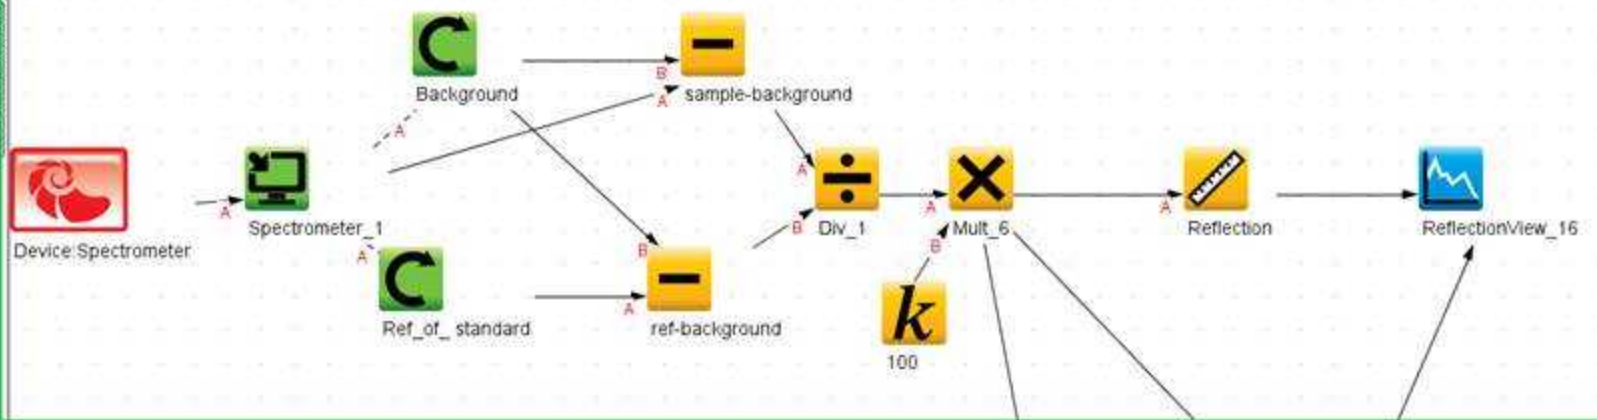 Background
B
A
sample-background
A
A
Device:Spectrometer
Spectrometer_1
A
B
Div_1
A
Mult_6
A
Reflection
ReflectionView_16
A
B
B
Ref_of_ standard
A
ref-background
k
100